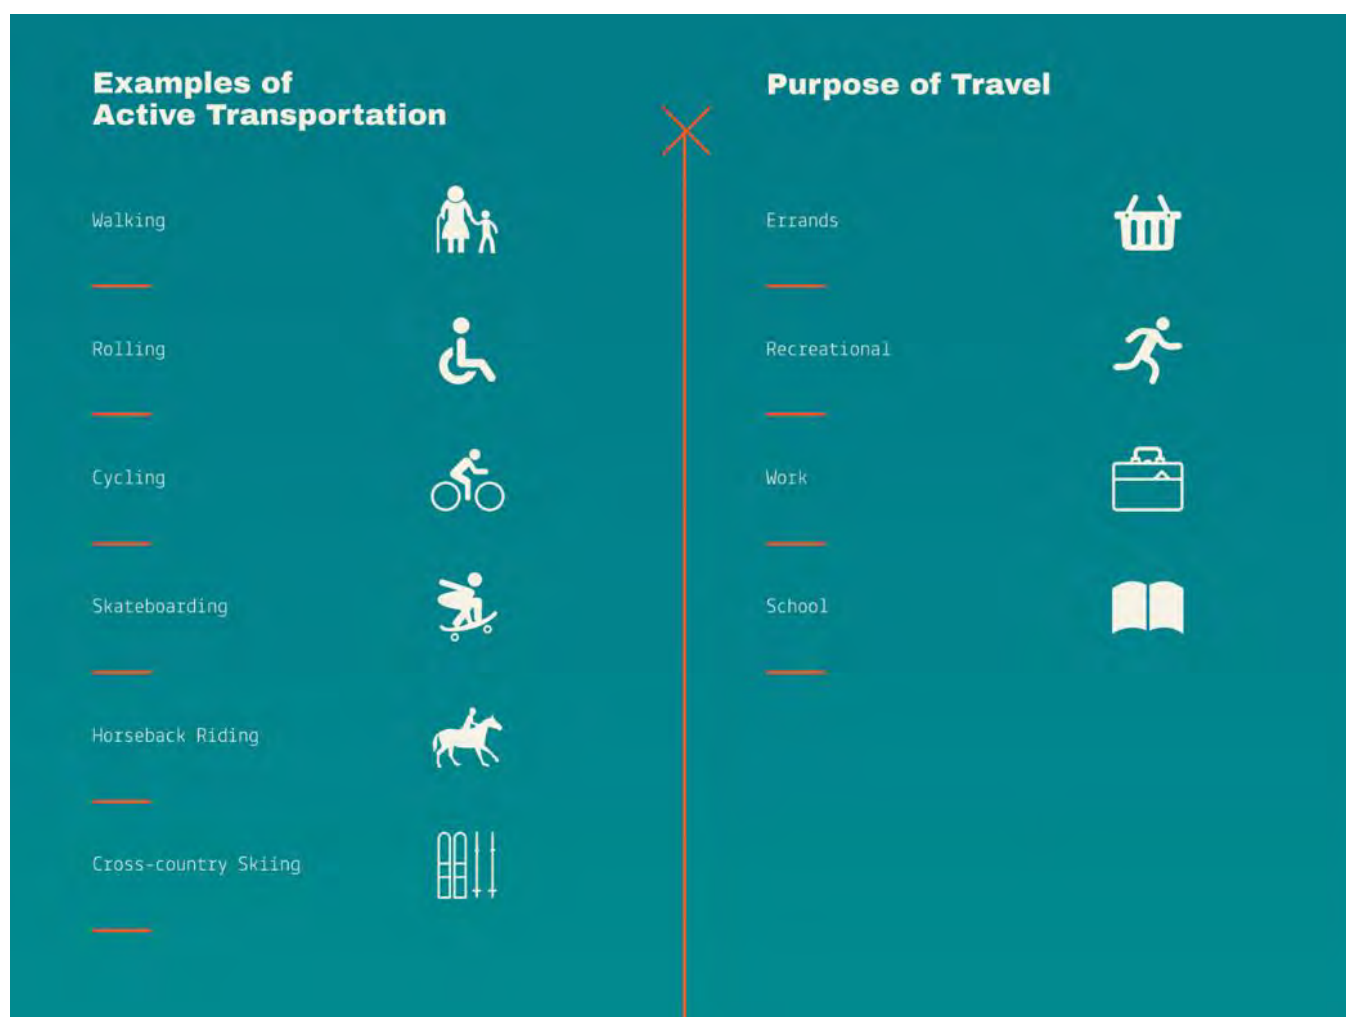 Examples of
Active Transportation
Walking
Rolling
Cycling
Skateboarding
Horseback Riding
Cross-country Skiing
Purpose of Travel
Errands
Recreational
Work
School